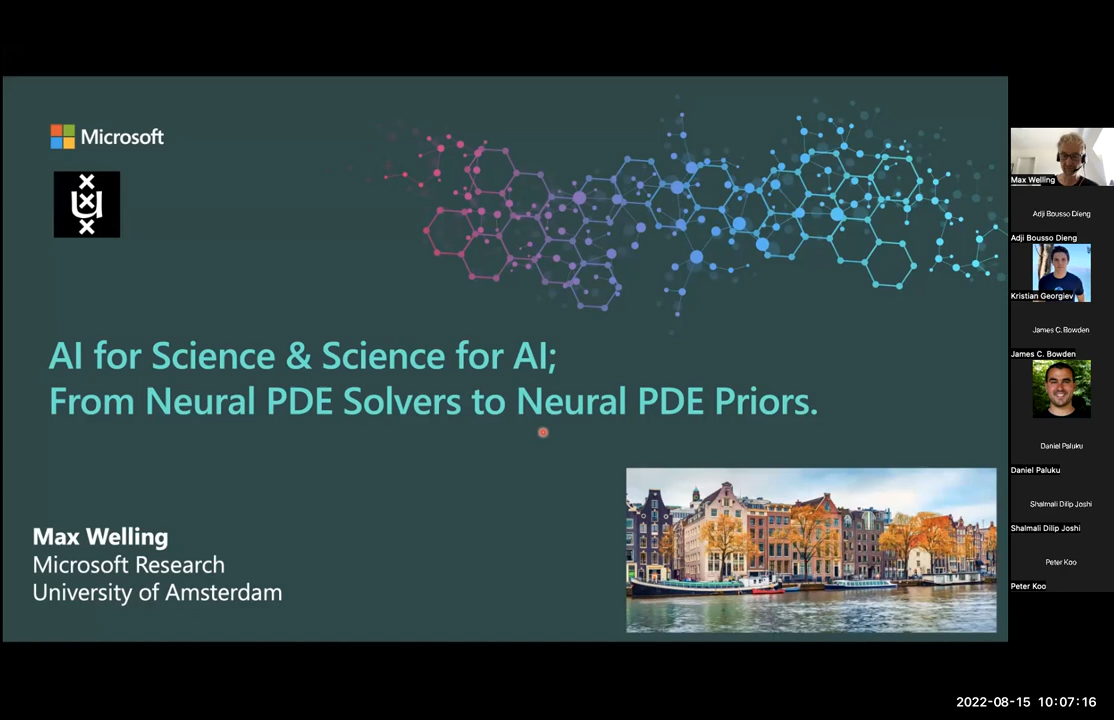 Microsoft
U
AI for Science & Science for AI;
From Neural PDE Solvers to Neural PDE Priors.
Max Welling
Microsoft Research
University of Amsterdam
Max Welling
Adji Bousso Dieng
Adji Bousso Dieng
Kristian Georgiev
James C. Bowden
James C. Bowden
Daniel Paluku
Daniel Paluku
Shalmali Dilip Joshi
Shalmali Dilip Joshi
Peter Koo
Peter Koo
2022-08-15 10:07:16